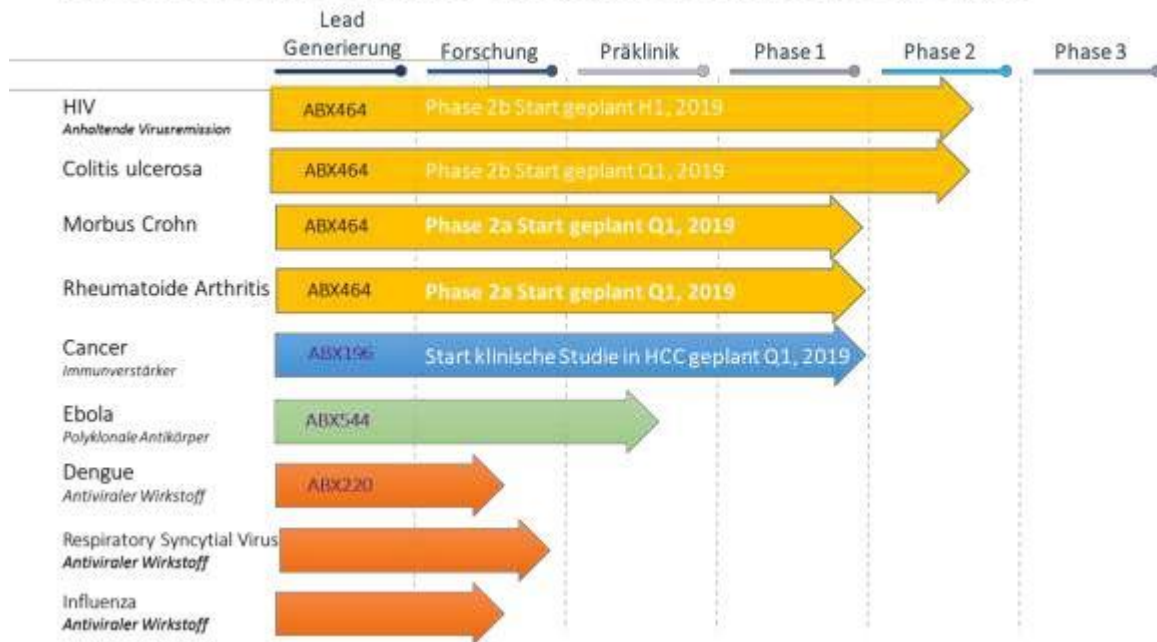 Lead
Generierung
Forschung
Präklinik
Phase 1
Phase 2
Phase 3
HIV
Anhaltende Virusremission
ABX464
Phase 2b Start geplant H1, 2019
Colitis ulcerosa
ABX464
Phase 2b Start geplant Q1, 2019
Morbus Crohn
ABX464
Phase 2a Start geplant Q1, 2019
Rheumatoide Arthritis
ABX464
Phase 2a Start geplant Q1, 2019
Cancer
Immunverstärker
ABX196
Start klinische Studie in HCC geplant Q1, 2019
Ebola
Polyklonale Antikörper
ABX544
Dengue
Antiviraler Wirkstoff
ABX220
Respiratory Syncytial Virus
Antiviraler Wirkstoff
Influenza
Antiviraler Wirkstoff